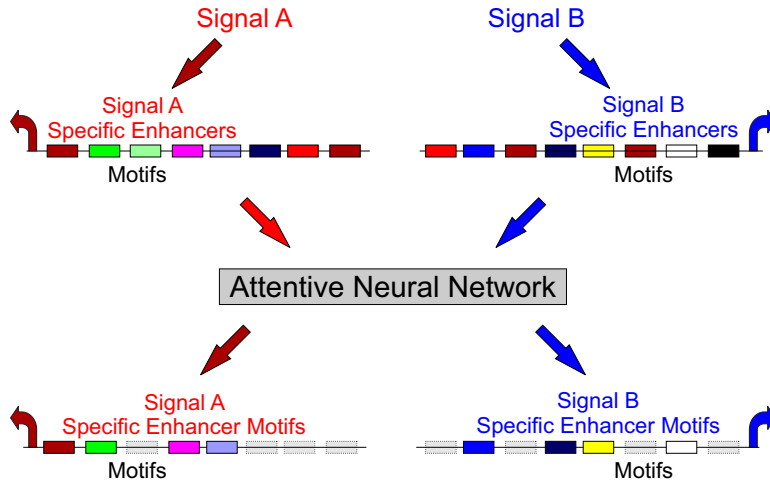 Signal A
Signal B
Signal A
Specific Enhancers
Motifs
Signal B
Specific Enhancers
Motifs
Attentive Neural Network
Signal A
Specific Enhancer Motifs
Motifs
Signal B
Specific Enhancer Motifs
Motifs